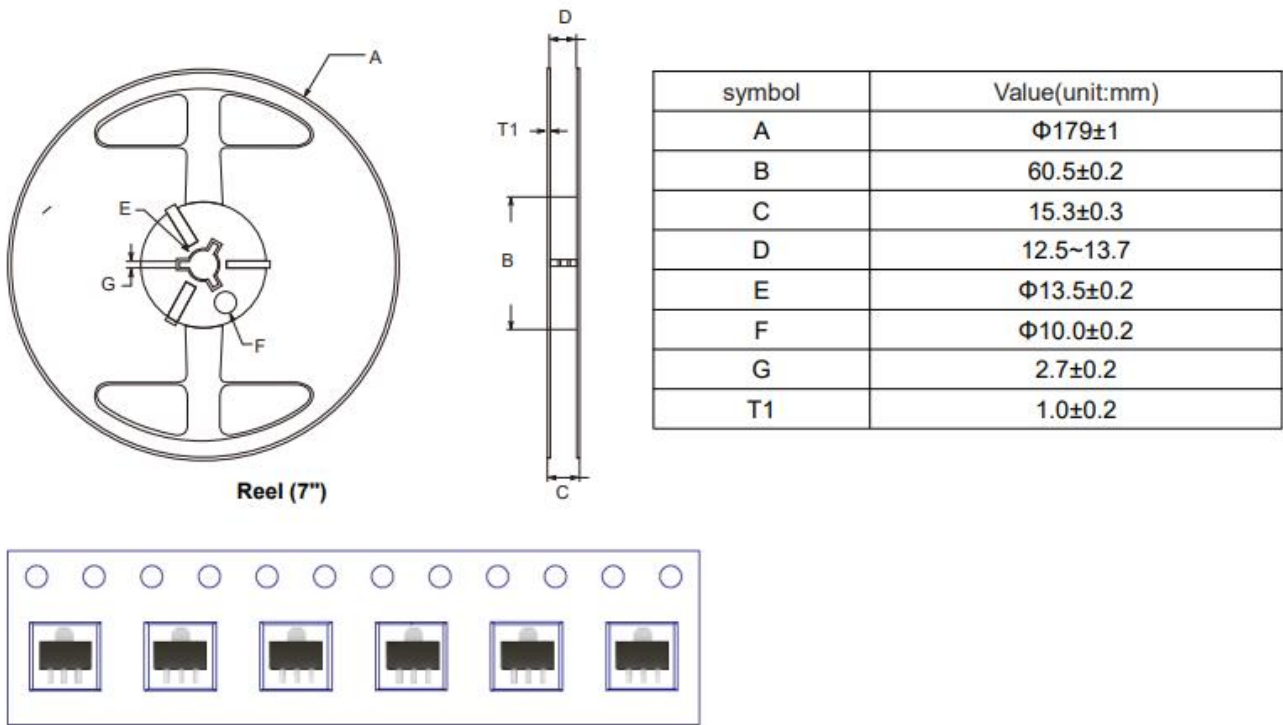 A
E
G
F
Reel (7")
D
T1
B
C
symbol Value(unit:mm)
A Φ179±1
B 60.5±0.2
C 15.3±0.3
D 12.5~13.7
E Φ13.5±0.2
F Φ10.0±0.2
G 2.7±0.2
T1 1.0±0.2